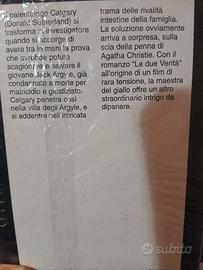 Il paleontologo Calgary
(Donald Sutherland) si
trasforma in investigatore
quando si accorge di
avere tra le mani la prova
che avrebbe potuto
scagionare e salvare il
giovane Jack Argyle, già
condannato a morte per
matricidio e giustiziato.
Calgary penetra così
nella villa degli Argyle, e
si addentra nell'intricata
trama delle rivalità
intestine della famiglia.
La soluzione ovviamente
arriva a sorpresa, sulla
scia della penna di
Agatha Christie. Con il
romanzo "Le due Verità"
all'origine di un film di
rara tensione, la maestra
del giallo offre un altro
straordinario intrigo da
dipanare.
subito